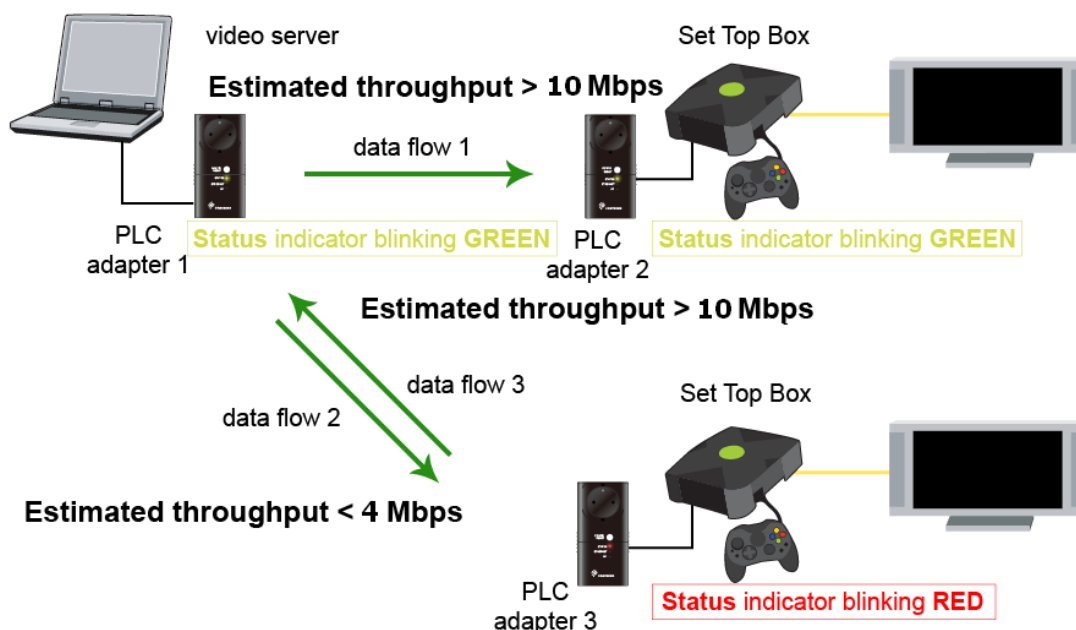 video server
Set Top Box
Estimated throughput > 10 Mbps
data flow 1
PLC
adapter 1
Status indicator blinking GREEN
PLC
adapter 2
Status indicator blinking GREEN
Estimated throughput > 10 Mbps
data flow 3
data flow 2
Set Top Box
Estimated throughput < 4 Mbps
PLC
adapter 3
Status indicator blinking RED